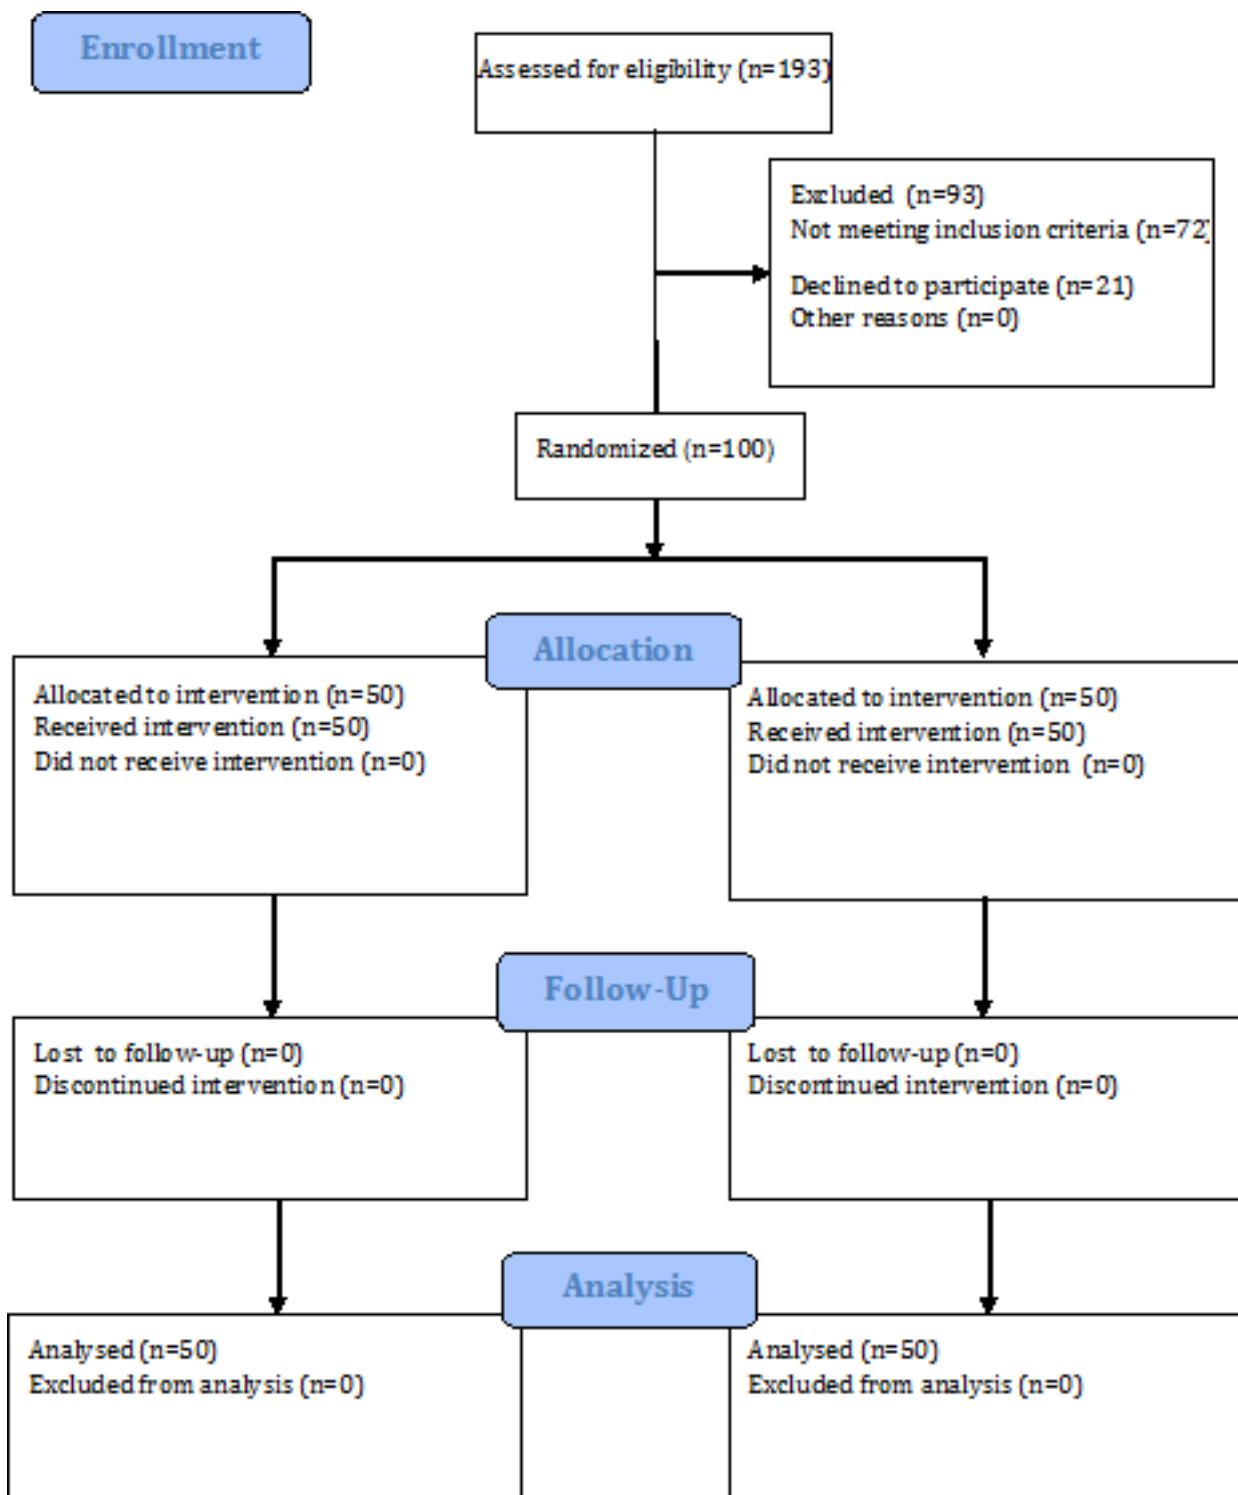 Enrollment
Assessed for eligibility (n=193)
Excluded (n=93)
Not meeting inclusion criteria (n=72)
Declined to participate (n=21)
Other reasons (n=0)
Randomized (n=100)
Allocation
Allocated to intervention (n=50)
Received intervention (n=50)
Did not receive intervention (n=0)
Allocated to intervention (n=50)
Received intervention (n=50)
Did not receive intervention (n=0)
Follow-Up
Lost to follow-up (n=0)
Discontinued intervention (n=0)
Lost to follow-up (n=0)
Discontinued intervention (n=0)
Analysis
Analysed (n=50)
Excluded from analysis (n=0)
Analysed (n=50)
Excluded from analysis (n=0)